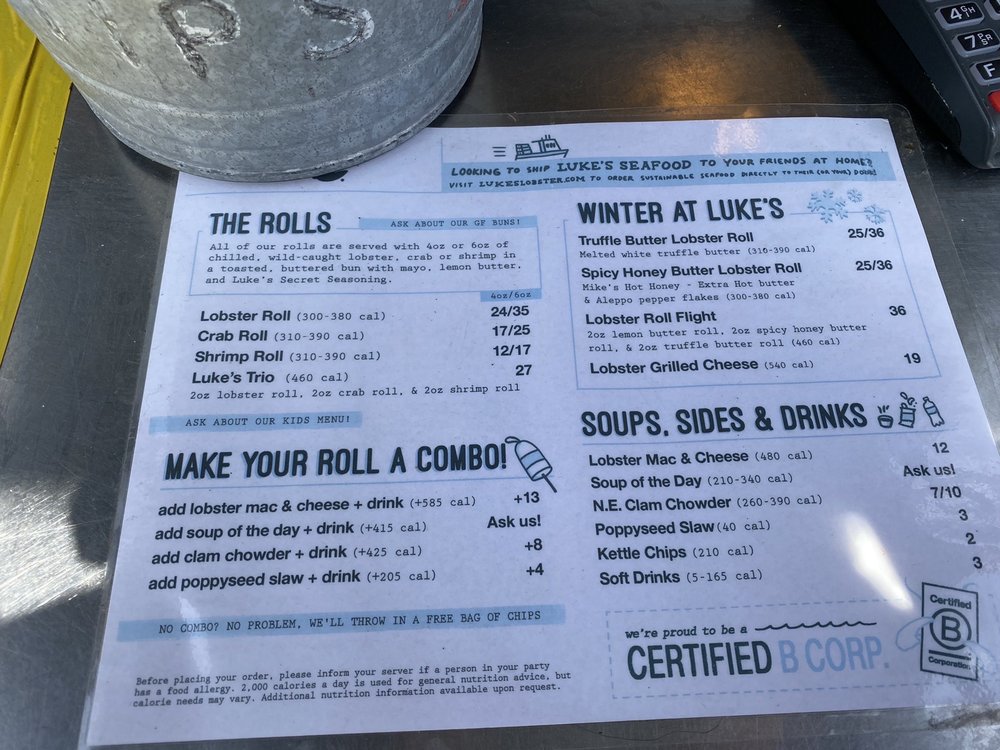 TIPS
LOOKING TO SHIP LUKE'S SEAFOOD TO YOUR FRIENDS AT HOME?
VISIT LUKESLOBSTER.COM TO ORDER SUSTAINABLE SEAFOOD DIRECTLY TO THEIR (OR YOUR) DOOR!
THE ROLLS
ASK ABOUT OUR GF BUNS!
All of our rolls are served with 4oz or 6oz of
chilled, wild-caught lobster, crab or shrimp in
a toasted, buttered bun with mayo, lemon butter,
and Luke's Secret Seasoning.
4oz/6oz
Lobster Roll (300-380 cal) 24/35
Crab Roll (310-390 cal) 17/25
Shrimp Roll (310-390 cal) 12/17
Luke's Trio (460 cal) 27
2oz lobster roll, 2oz crab roll, & 2oz shrimp roll
ASK ABOUT OUR KIDS MENU!
MAKE YOUR ROLL A COMBO!
add lobster mac & cheese + drink (+585 cal) +13
add soup of the day + drink (+415 cal) Ask us!
add clam chowder + drink (+425 cal) +8
add poppyseed slaw + drink (+205 cal) +4
NO COMBO? NO PROBLEM, WE'LL THROW IN A FREE BAG OF CHIPS
Before placing your order, please inform your server if a person in your party
has a food allergy. 2,000 calories a day is used for general nutrition advice, but
calorie needs may vary. Additional nutrition information available upon request.
WINTER AT LUKE'S
Truffle Butter Lobster Roll 25/36
Melted white truffle butter (310-390 cal)
Spicy Honey Butter Lobster Roll 25/36
Mike's Hot Honey - Extra Hot butter
& Aleppo pepper flakes (300-380 cal)
Lobster Roll Flight 36
2oz lemon butter roll, 2oz spicy honey butter
roll, & 2oz truffle butter roll (460 cal)
Lobster Grilled Cheese (540 cal) 19
SOUPS, SIDES & DRINKS
Lobster Mac & Cheese (480 cal) 12
Soup of the Day (210-340 cal) Ask us!
N.E. Clam Chowder (260-390 cal) 7/10
Poppyseed Slaw (40 cal) 3
Kettle Chips (210 cal) 2
Soft Drinks (5-165 cal) 3
we're proud to be a
CERTIFIED B CORP.
Certified
B
Corporation
4 GHI
7 PRS
F